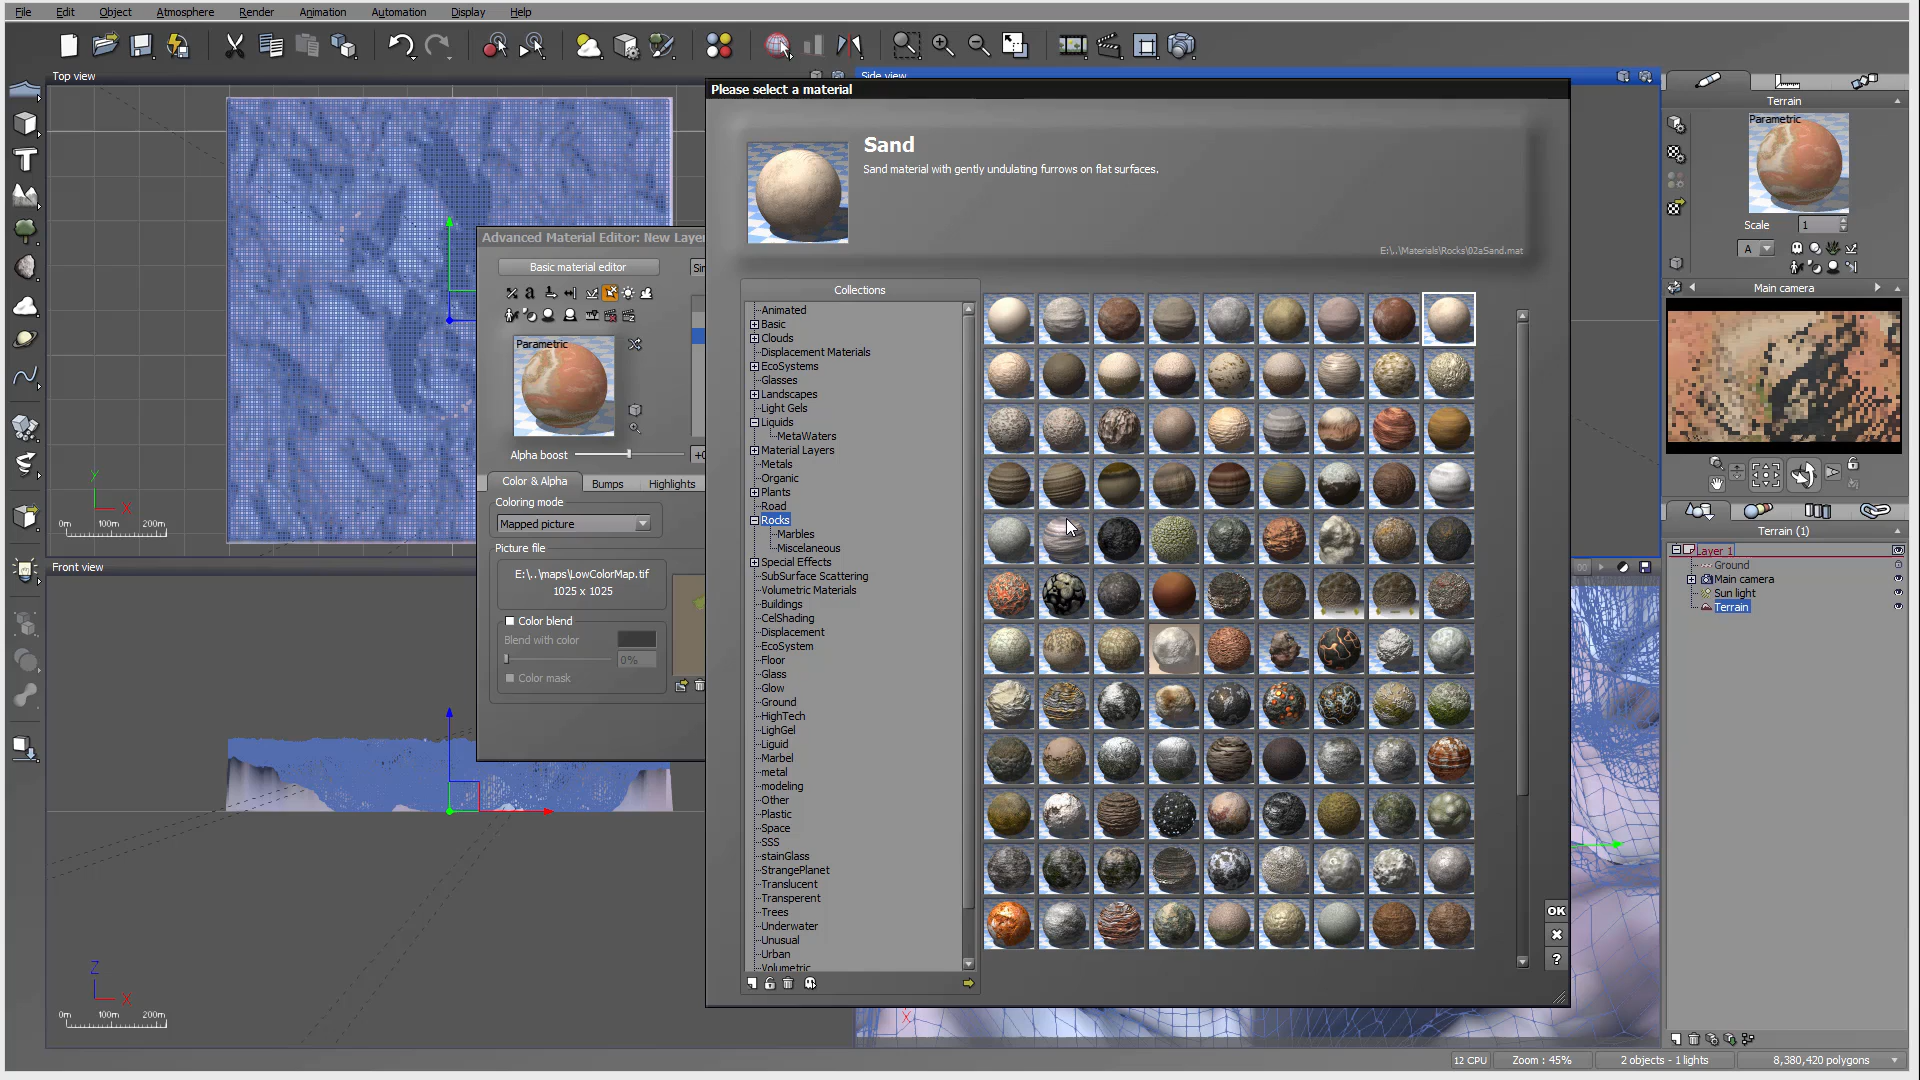 File Edit Object Atmosphere Render Animation Automation Display Help
Top view
Side view
Please select a material
Sand
Sand material with gently undulating furrows on flat surfaces.
E:\..\Materials\Rocks\02aSand.mat
Terrain
Parametric
Scale
1
A
Main camera
Advanced Material Editor: New Layer
Basic material editor
Parametric
Alpha boost
Color & Alpha
Bumps
Highlights
Coloring mode
Mapped picture
Picture file
E:\..\maps\LowColorMap.tif
1025 x 1025
Color blend
Blend with color
0%
Color mask
Collections
Animated
Basic
Clouds
Displacement Materials
EcoSystems
Glasses
Landscapes
Light Gels
Liquids
MetaWaters
Material Layers
Metals
Organic
Plants
Road
Rocks
Marbles
Miscelaneous
Special Effects
SubSurface Scattering
Volumetric Materials
Buildings
CelShading
Displacement
EcoSystem
Floor
Glass
Glow
Ground
HighTech
LighGel
Liquid
Marbel
metal
modeling
Other
Plastic
Space
SSS
stainGlass
StrangePlanet
Translucent
Transperent
Trees
Underwater
Unusual
Urban
Volumetric
OK
?
Terrain (1)
Layer 1
Ground
Main camera
Sun light
Terrain
Y
X
0m 100m 200m
Front view
Z
X
0m 100m 200m
X
12 CPU
Zoom : 45%
2 objects - 1 lights
8,380,420 polygons